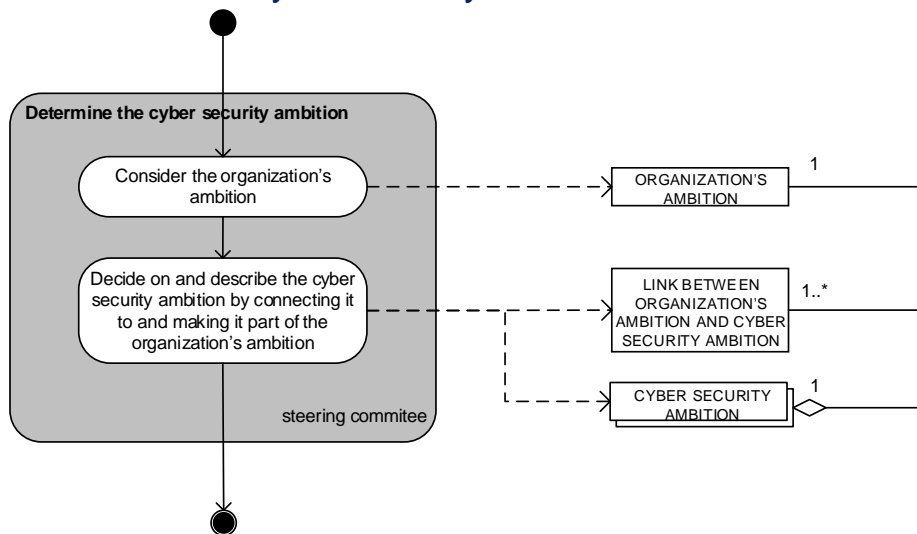 Determine the cyber security ambition
Consider the organization's
ambition
Decide on and describe the cyber
security ambition by connecting it
to and making it part of the
organization's ambition
steering commitee
ORGANIZATION'S
AMBITION
1
LINK BETWEEN
ORGANIZATION'S
AMBITION AND CYBER
SECURITY AMBITION
1..*
CYBER SECURITY
AMBITION
1